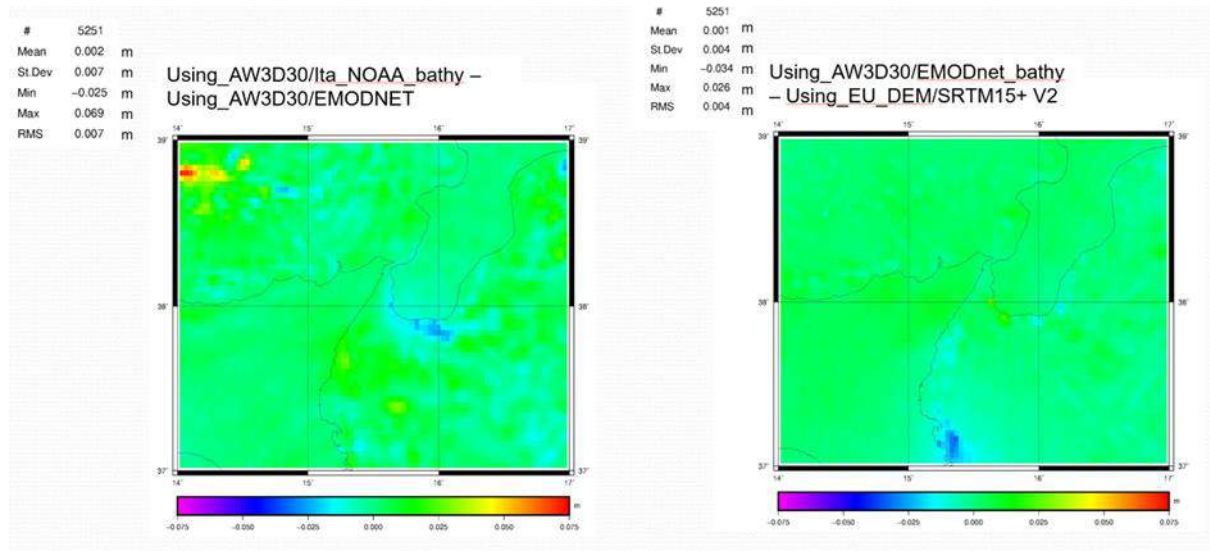 # 5251
Mean 0.002 m
St.Dev 0.007 m
Min −0.025 m
Max 0.069 m
RMS 0.007 m
Using_AW3D30/Ita_NOAA_bathy –
Using_AW3D30/EMODNET
14˚ 15˚ 16˚ 17˚
39˚ 39˚
38˚ 38˚
37˚ 37˚
14˚ 15˚ 16˚ 17˚
m
−0.075 −0.050 −0.025 0.000 0.025 0.050 0.075
# 5251
Mean 0.001 m
St.Dev 0.004 m
Min −0.034 m
Max 0.026 m
RMS 0.004 m
Using_AW3D30/EMODnet_bathy
– Using_EU_DEM/SRTM15+ V2
14˚ 15˚ 16˚ 17˚
39˚ 39˚
38˚ 38˚
37˚ 37˚
14˚ 15˚ 16˚ 17˚
m
−0.075 −0.050 −0.025 0.000 0.025 0.050 0.075